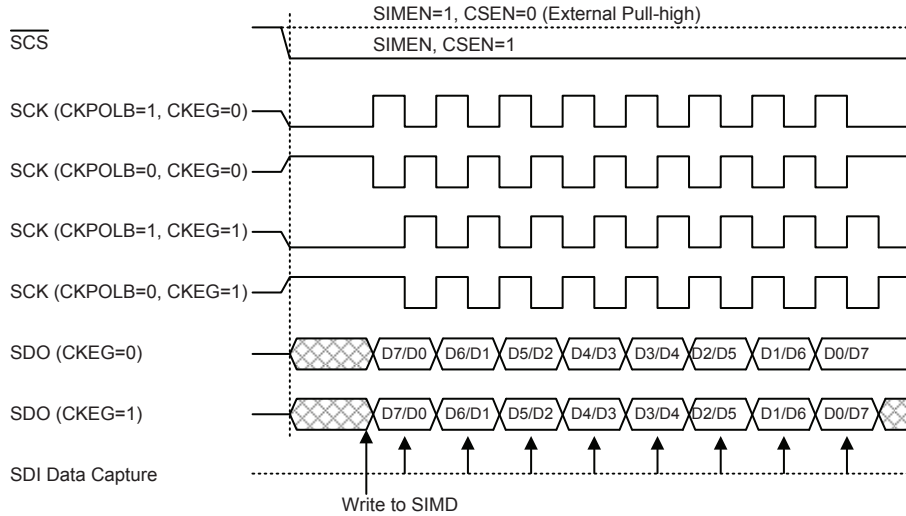 SIMEN=1, CSEN=0 (External Pull-high)
SCS
SIMEN, CSEN=1
SCK (CKPOLB=1, CKEG=0)
SCK (CKPOLB=0, CKEG=0)
SCK (CKPOLB=1, CKEG=1)
SCK (CKPOLB=0, CKEG=1)
SDO (CKEG=0) D7/D0 D6/D1 D5/D2 D4/D3 D3/D4 D2/D5 D1/D6 D0/D7
SDO (CKEG=1) D7/D0 D6/D1 D5/D2 D4/D3 D3/D4 D2/D5 D1/D6 D0/D7
SDI Data Capture
Write to SIMD